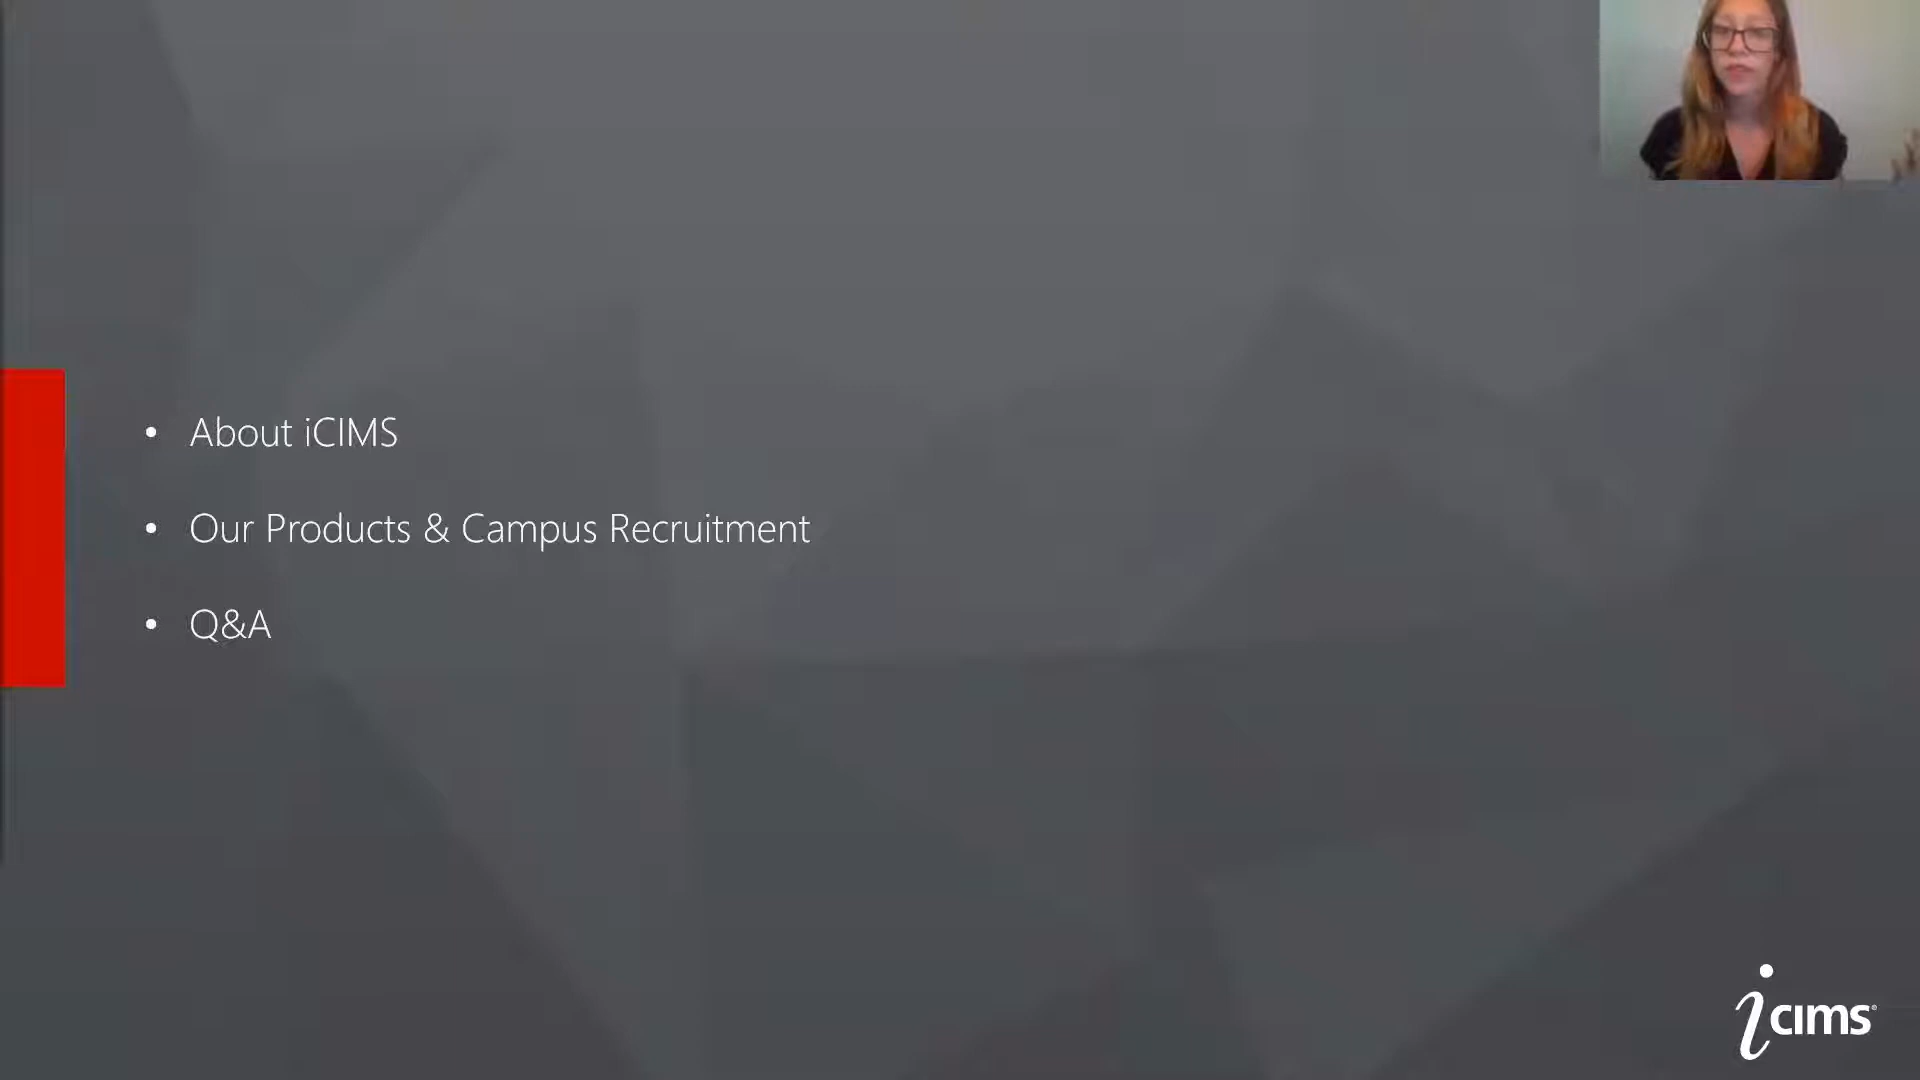 • About iCIMS
• Our Products & Campus Recruitment
• Q&A
icims®